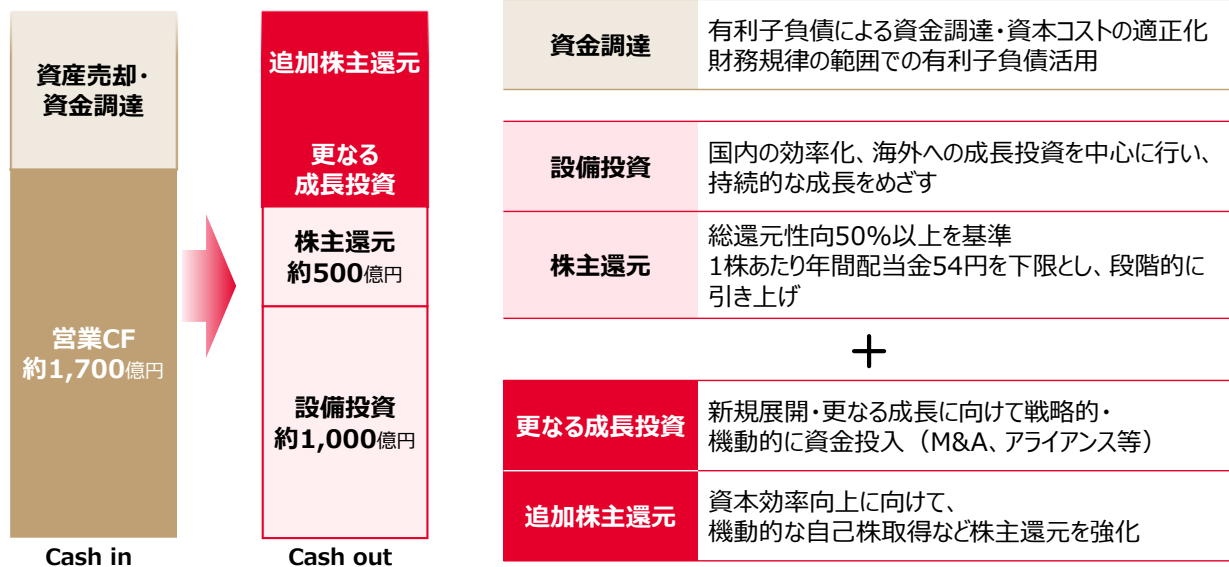 資産売却・
資金調達
営業CF
約1,700億円
Cash in
追加株主還元
更なる
成長投資
株主還元
約500億円
設備投資
約1,000億円
Cash out
資金調達
有利子負債による資金調達・資本コストの適正化
財務規律の範囲での有利子負債活用
設備投資
国内の効率化、海外への成長投資を中心に行い、
持続的な成長をめざす
株主還元
総還元性向50%以上を基準
1株あたり年間配当金54円を下限とし、段階的に
引き上げ
+
更なる成長投資
新規展開・更なる成長に向けて戦略的・
機動的に資金投入（M&A、アライアンス等）
追加株主還元
資本効率向上に向けて、
機動的な自己株取得など株主還元を強化